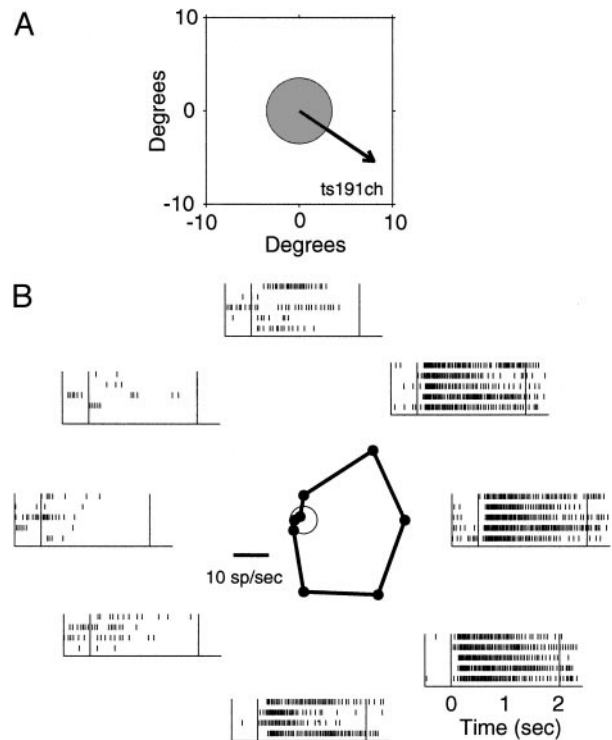 A
10
Degrees
0
ts191ch
-10
-10 0 10
Degrees
B
10 sp/sec
0 1 2
Time (sec)